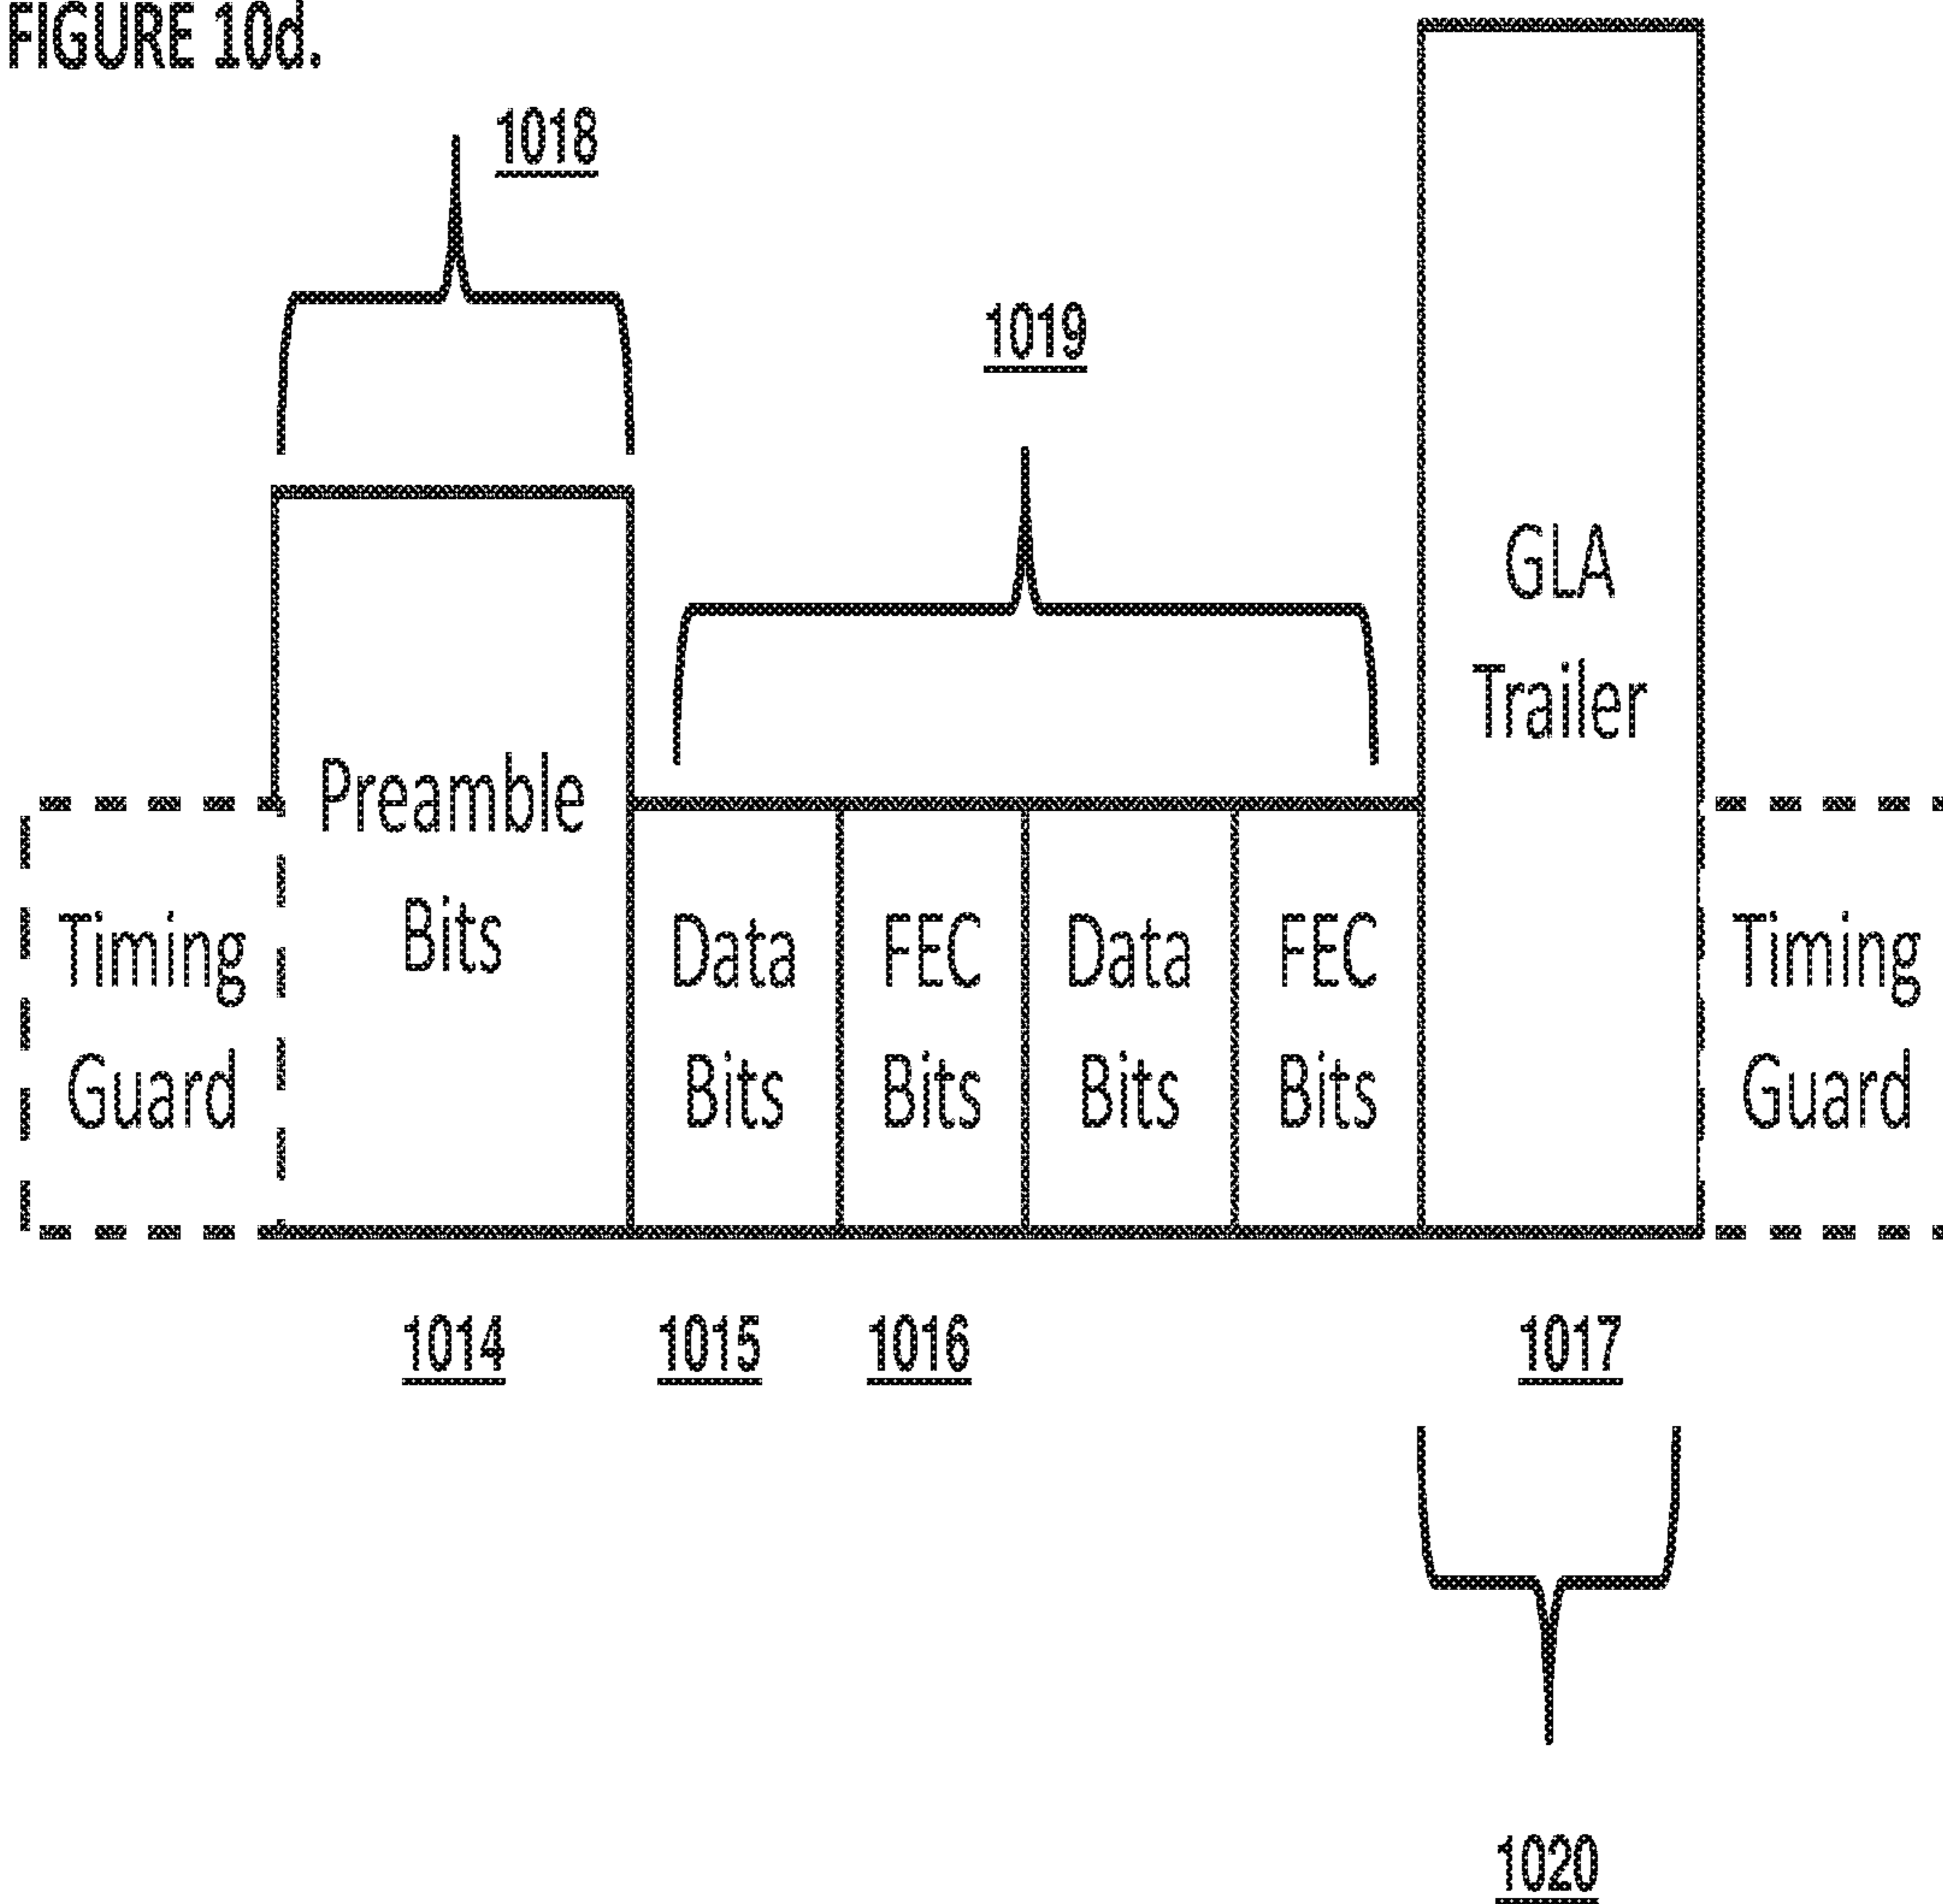 FIGURE 10d.
1018
1019
GLA
Trailer
Preamble
Bits
Timing
Guard
Data
Bits
FEC
Bits
Data
Bits
FEC
Bits
Timing
Guard
1014
1015
1016
1017
1020